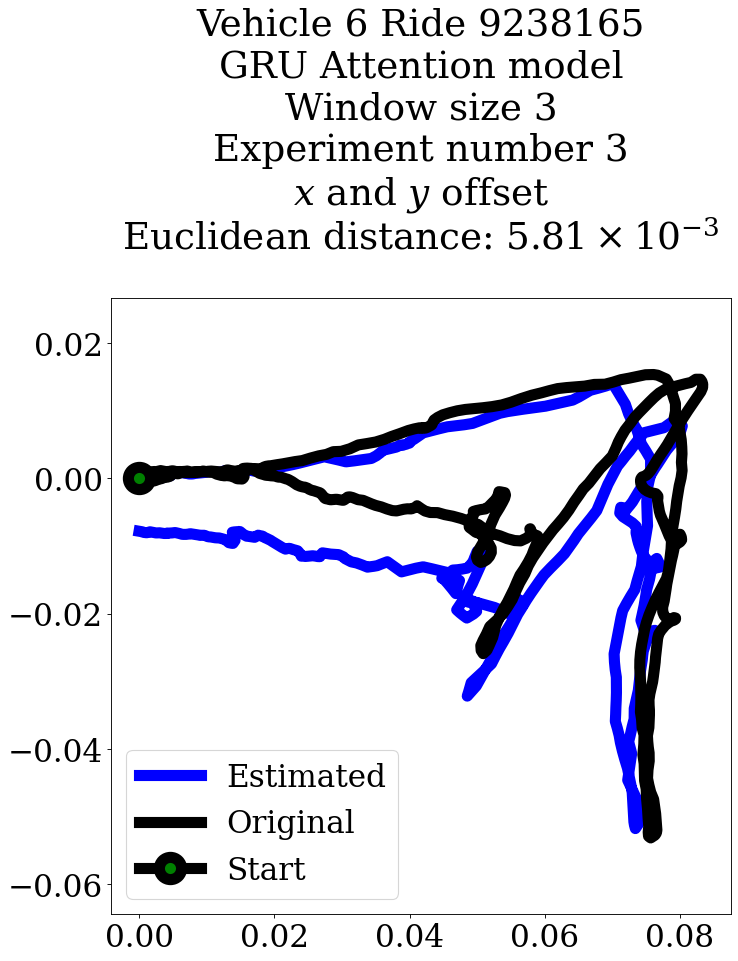 Vehicle 6 Ride 9238165
GRU Attention model
Window size 3
Experiment number 3
x and y offset
Euclidean distance: 5.81 × 10⁻³
0.02
0.00
−0.02
−0.04
−0.06
Estimated
Original
Start
0.00 0.02 0.04 0.06 0.08